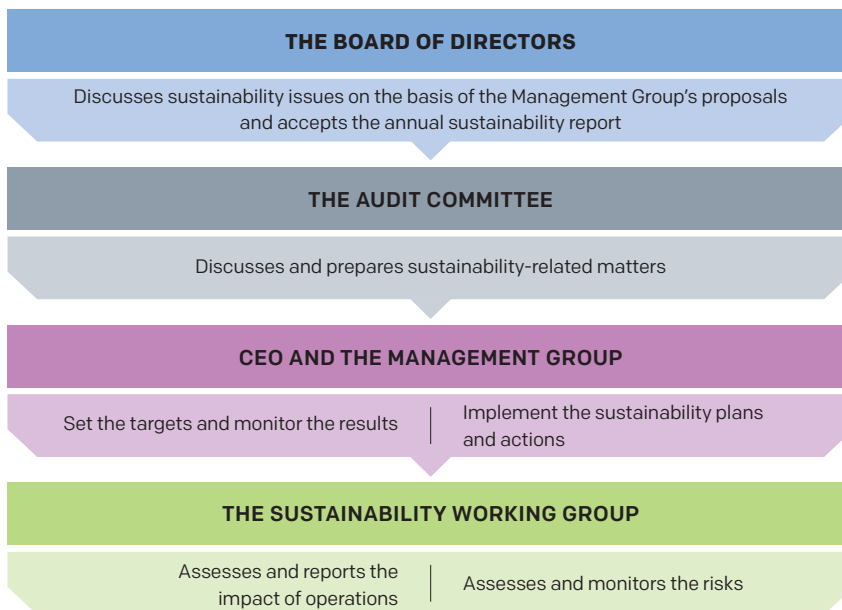 THE BOARD OF DIRECTORS
Discusses sustainability issues on the basis of the Management Group's proposals
and accepts the annual sustainability report
THE AUDIT COMMITTEE
Discusses and prepares sustainability-related matters
CEO AND THE MANAGEMENT GROUP
Set the targets and monitor the results
Implement the sustainability plans
and actions
THE SUSTAINABILITY WORKING GROUP
Assesses and reports the
impact of operations
Assesses and monitors the risks